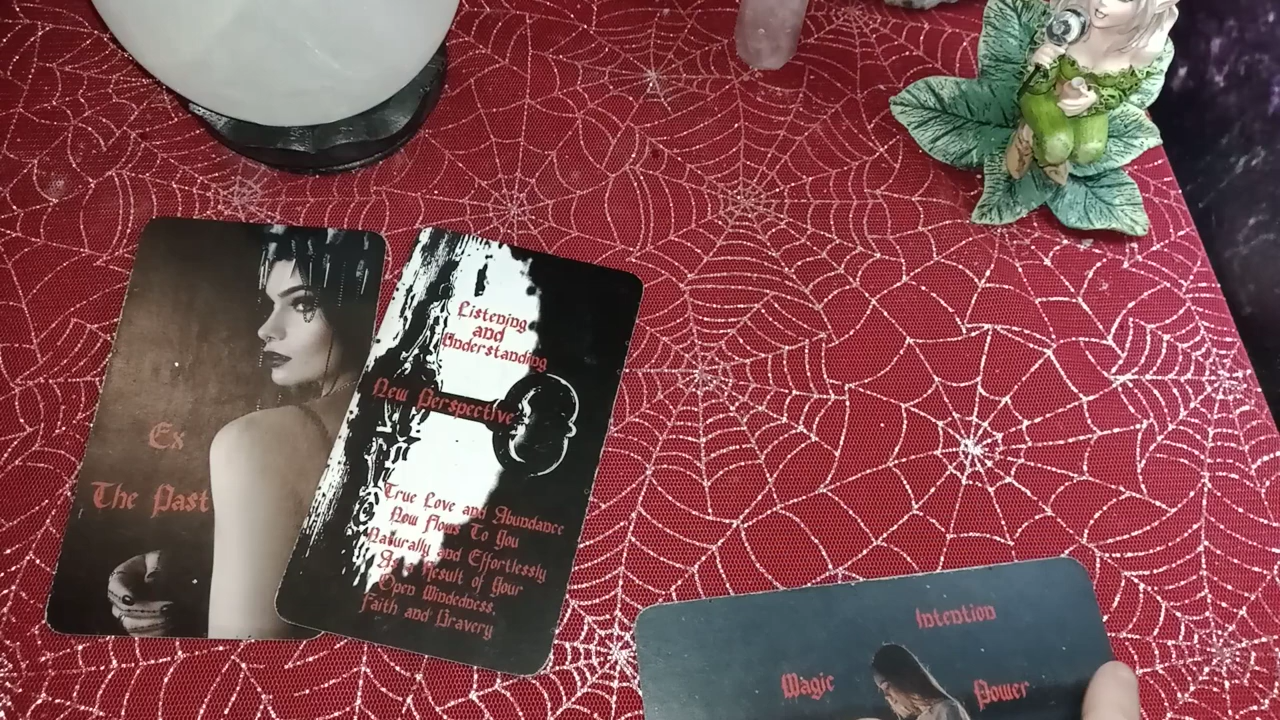 Ex
The Past
Listening
and
Understanding
New Perspective
True Love and Abundance
Now Flows To You
Naturally and Effortlessly
As a Result of Your
Open Mindedness,
Faith and Bravery
Intention
Magic
Power